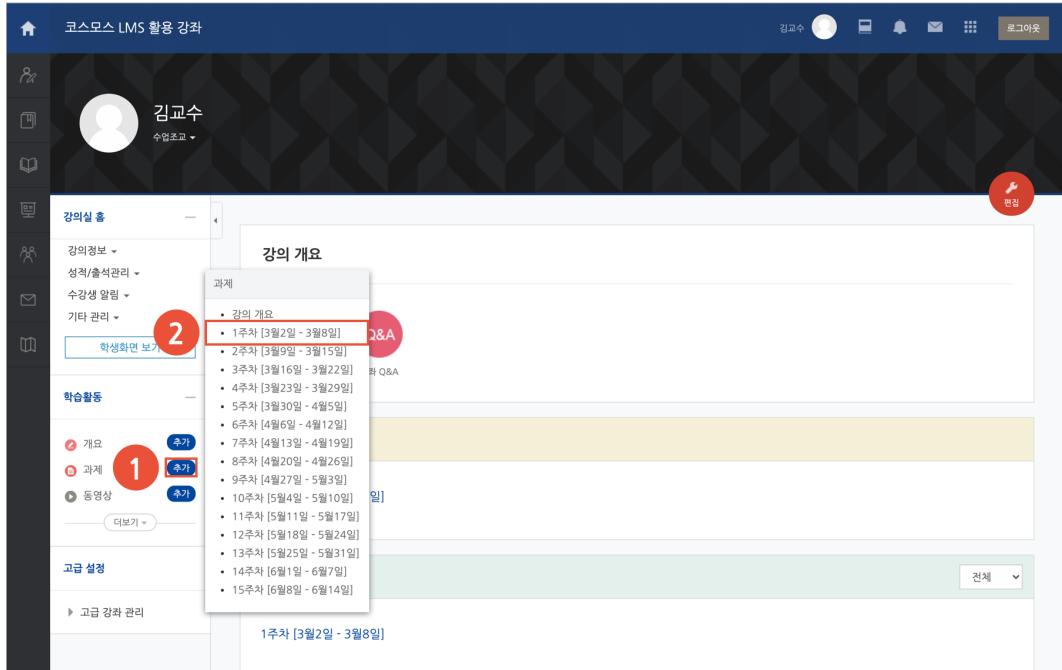 코스모스 LMS 활용 강좌
김교수
로그아웃
김교수
수업조교
편집
강의실 홈
강의정보
성적/출석관리
수강생 알림
기타 관리
학생화면 보기
학습활동
개요 추가
과제 추가
동영상 추가
더보기
고급 설정
고급 강좌 관리
1
2
과제
강의 개요
1주차 [3월2일 - 3월8일]
2주차 [3월9일 - 3월15일]
3주차 [3월16일 - 3월22일]
4주차 [3월23일 - 3월29일]
5주차 [3월30일 - 4월5일]
6주차 [4월6일 - 4월12일]
7주차 [4월13일 - 4월19일]
8주차 [4월20일 - 4월26일]
9주차 [4월27일 - 5월3일]
10주차 [5월4일 - 5월10일]
11주차 [5월11일 - 5월17일]
12주차 [5월18일 - 5월24일]
13주차 [5월25일 - 5월31일]
14주차 [6월1일 - 6월7일]
15주차 [6월8일 - 6월14일]
강의 개요
Q&A
좌 Q&A
일]
전체
1주차 [3월2일 - 3월8일]